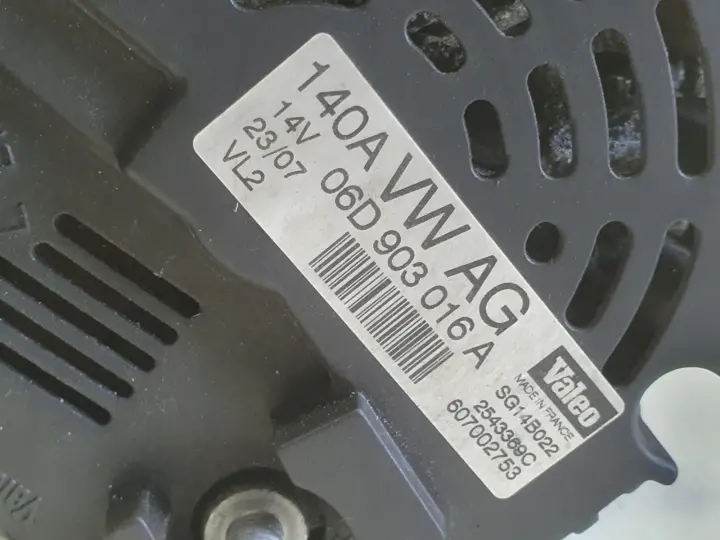 140A VW AG
14V 06D 903 016 A
23/07
VL2
Valeo
MADE IN FRANCE
SG14B022
2543369C
607002753